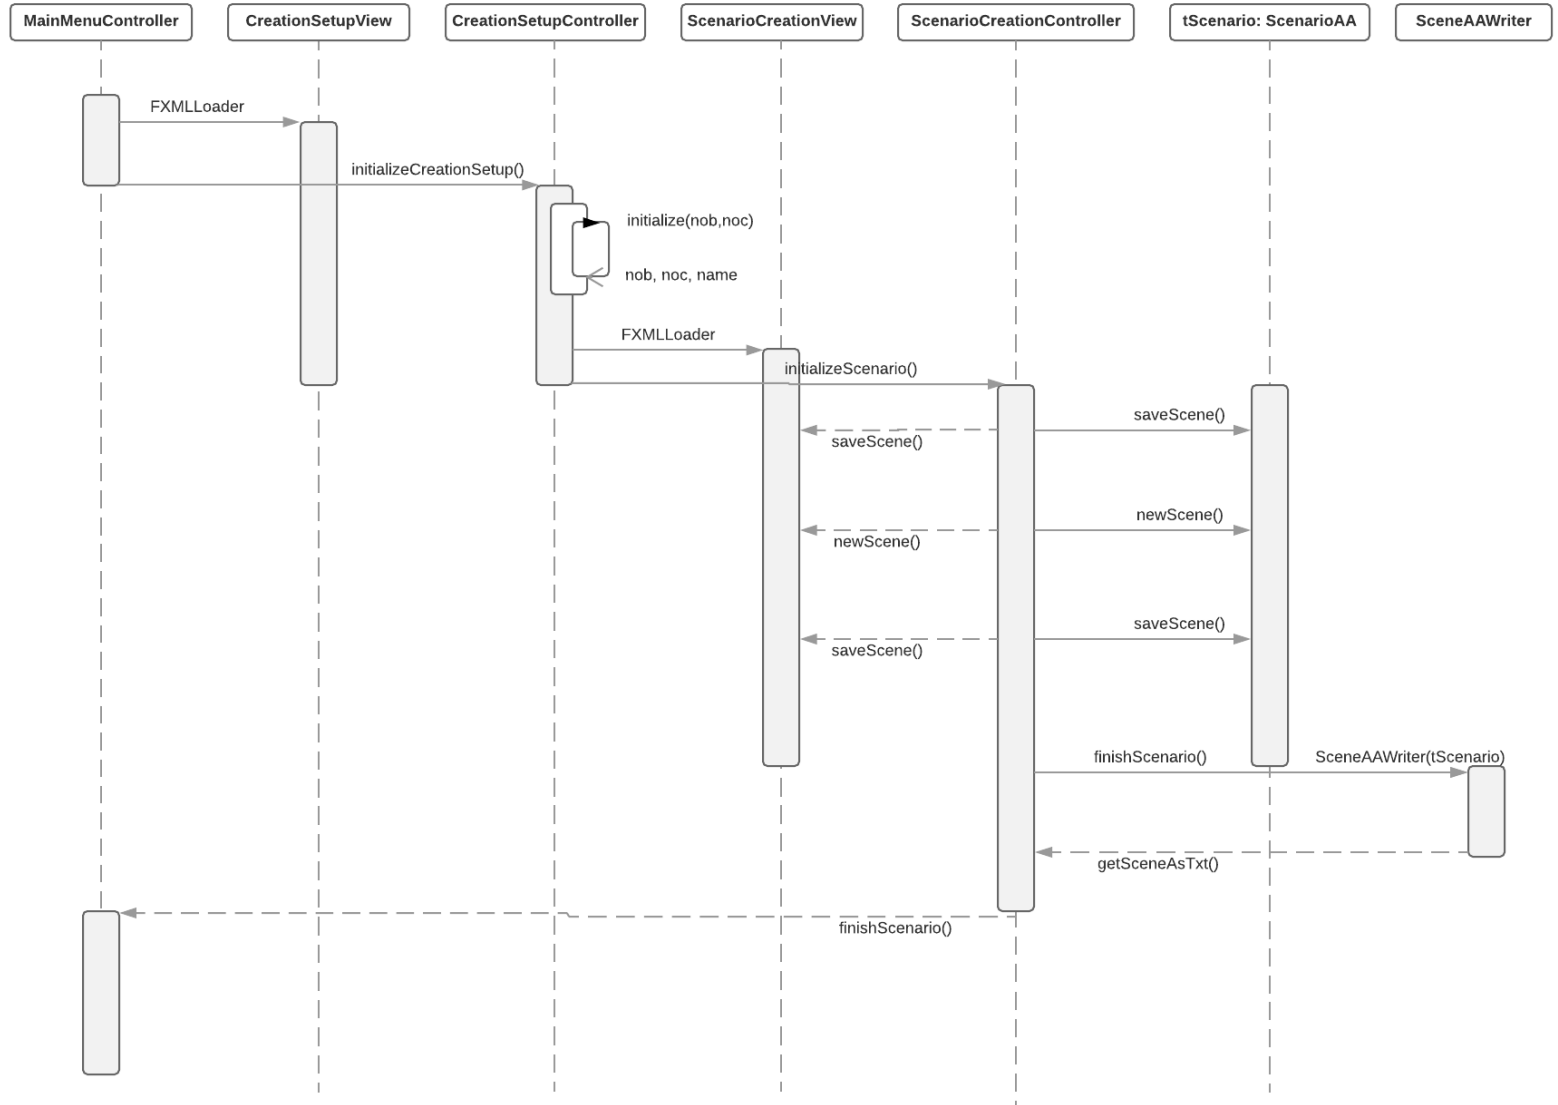 MainMenuController
CreationSetupView
CreationSetupController
ScenarioCreationView
ScenarioCreationController
tScenario: ScenarioAA
SceneAAWriter
FXMLLoader
initializeCreationSetup()
initialize(nob,noc)
nob, noc, name
FXMLLoader
initializeScenario()
saveScene()
saveScene()
newScene()
newScene()
saveScene()
saveScene()
finishScenario()
SceneAAWriter(tScenario)
getSceneAsTxt()
finishScenario()